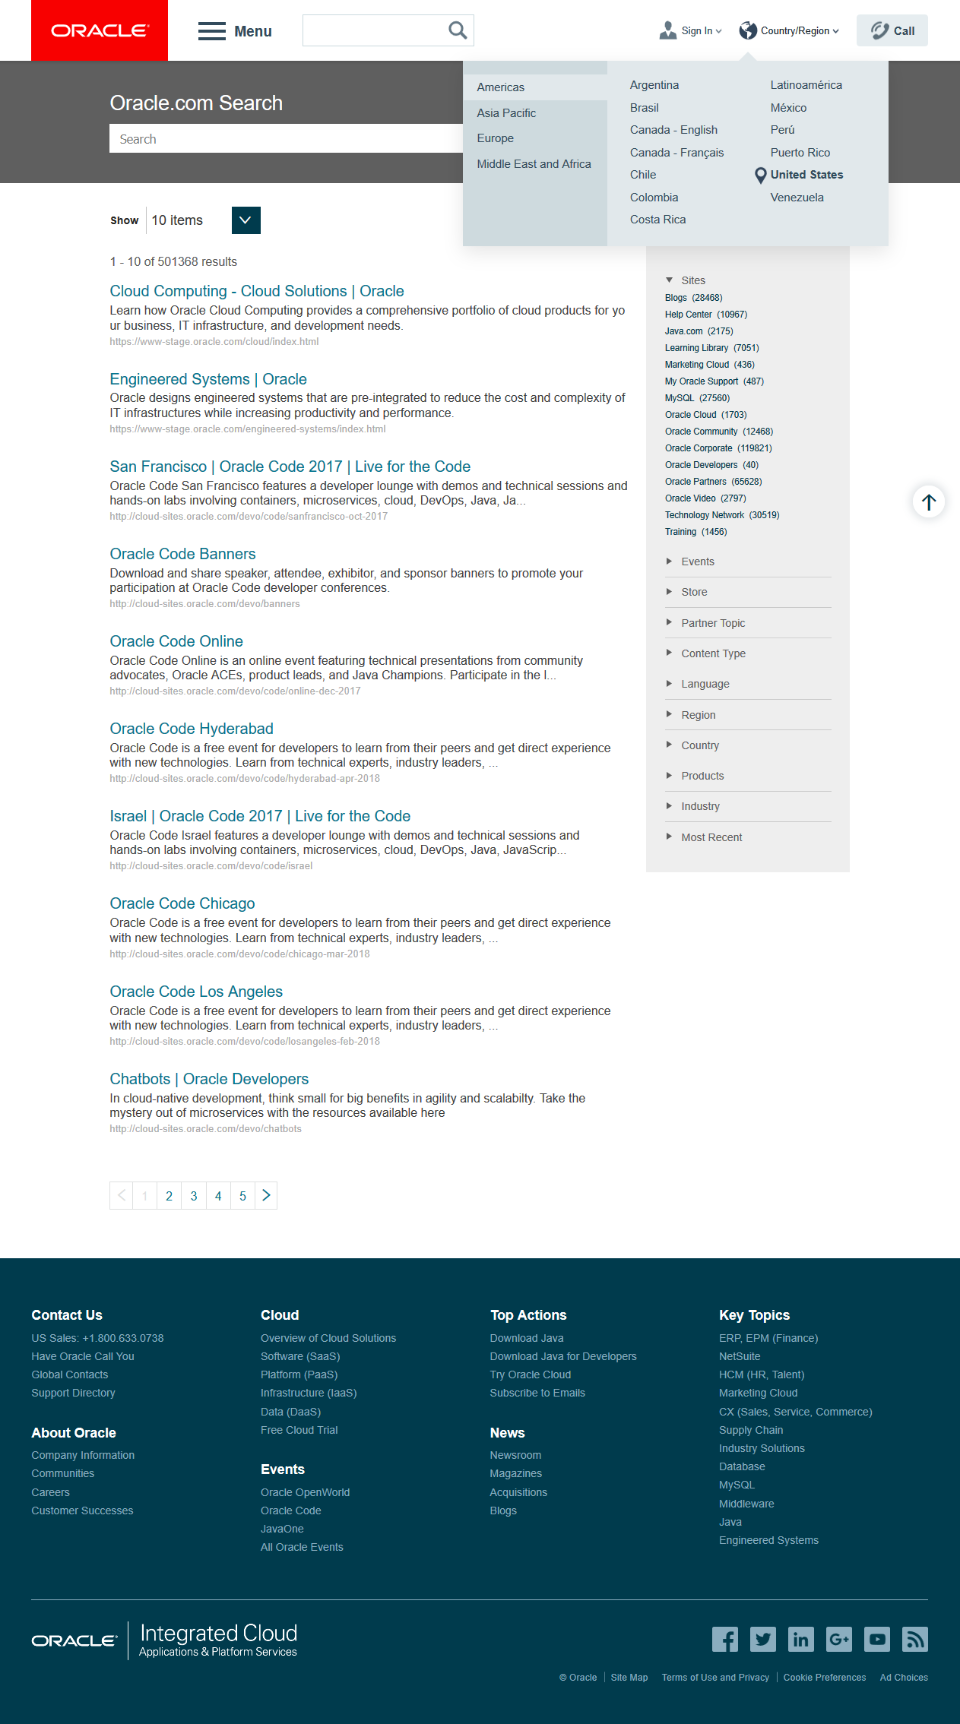 ORACLE
Menu
Sign In
Country/Region
Call
Americas
Asia Pacific
Europe
Middle East and Africa
Argentina
Brasil
Canada - English
Canada - Français
Chile
Colombia
Costa Rica
Latinoamérica
México
Perú
Puerto Rico
United States
Venezuela
Oracle.com Search
Search
Show 10 items
1 - 10 of 501368 results
Cloud Computing - Cloud Solutions | Oracle
Learn how Oracle Cloud Computing provides a comprehensive portfolio of cloud products for yo
ur business, IT infrastructure, and development needs.
https://www-stage.oracle.com/cloud/index.html
Engineered Systems | Oracle
Oracle designs engineered systems that are pre-integrated to reduce the cost and complexity of
IT infrastructures while increasing productivity and performance.
https://www-stage.oracle.com/engineered-systems/index.html
San Francisco | Oracle Code 2017 | Live for the Code
Oracle Code San Francisco features a developer lounge with demos and technical sessions and
hands-on labs involving containers, microservices, cloud, DevOps, Java, Ja...
http://cloud-sites.oracle.com/devo/code/sanfrancisco-oct-2017
Oracle Code Banners
Download and share speaker, attendee, exhibitor, and sponsor banners to promote your
participation at Oracle Code developer conferences.
http://cloud-sites.oracle.com/devo/banners
Oracle Code Online
Oracle Code Online is an online event featuring technical presentations from community
advocates, Oracle ACEs, product leads, and Java Champions. Participate in the I...
http://cloud-sites.oracle.com/devo/code/online-dec-2017
Oracle Code Hyderabad
Oracle Code is a free event for developers to learn from their peers and get direct experience
with new technologies. Learn from technical experts, industry leaders, ...
http://cloud-sites.oracle.com/devo/code/hyderabad-apr-2018
Israel | Oracle Code 2017 | Live for the Code
Oracle Code Israel features a developer lounge with demos and technical sessions and
hands-on labs involving containers, microservices, cloud, DevOps, Java, JavaScrip...
http://cloud-sites.oracle.com/devo/code/israel
Oracle Code Chicago
Oracle Code is a free event for developers to learn from their peers and get direct experience
with new technologies. Learn from technical experts, industry leaders, ...
http://cloud-sites.oracle.com/devo/code/chicago-mar-2018
Oracle Code Los Angeles
Oracle Code is a free event for developers to learn from their peers and get direct experience
with new technologies. Learn from technical experts, industry leaders, ...
http://cloud-sites.oracle.com/devo/code/losangeles-feb-2018
Chatbots | Oracle Developers
In cloud-native development, think small for big benefits in agility and scalabilty. Take the
mystery out of microservices with the resources available here
http://cloud-sites.oracle.com/devo/chatbots
1 2 3 4 5
Sites
Blogs (28468)
Help Center (10967)
Java.com (2175)
Learning Library (7051)
Marketing Cloud (436)
My Oracle Support (487)
MySQL (27560)
Oracle Cloud (1703)
Oracle Community (12468)
Oracle Corporate (119821)
Oracle Developers (40)
Oracle Partners (65628)
Oracle Video (2797)
Technology Network (30519)
Training (1456)
Events
Store
Partner Topic
Content Type
Language
Region
Country
Products
Industry
Most Recent
Contact Us
US Sales: +1.800.633.0738
Have Oracle Call You
Global Contacts
Support Directory
About Oracle
Company Information
Communities
Careers
Customer Successes
Cloud
Overview of Cloud Solutions
Software (SaaS)
Platform (PaaS)
Infrastructure (IaaS)
Data (DaaS)
Free Cloud Trial
Events
Oracle OpenWorld
Oracle Code
JavaOne
All Oracle Events
Top Actions
Download Java
Download Java for Developers
Try Oracle Cloud
Subscribe to Emails
News
Newsroom
Magazines
Acquisitions
Blogs
Key Topics
ERP, EPM (Finance)
NetSuite
HCM (HR, Talent)
Marketing Cloud
CX (Sales, Service, Commerce)
Supply Chain
Industry Solutions
Database
MySQL
Middleware
Java
Engineered Systems
ORACLE
Integrated Cloud
Applications & Platform Services
© Oracle | Site Map Terms of Use and Privacy | Cookie Preferences Ad Choices